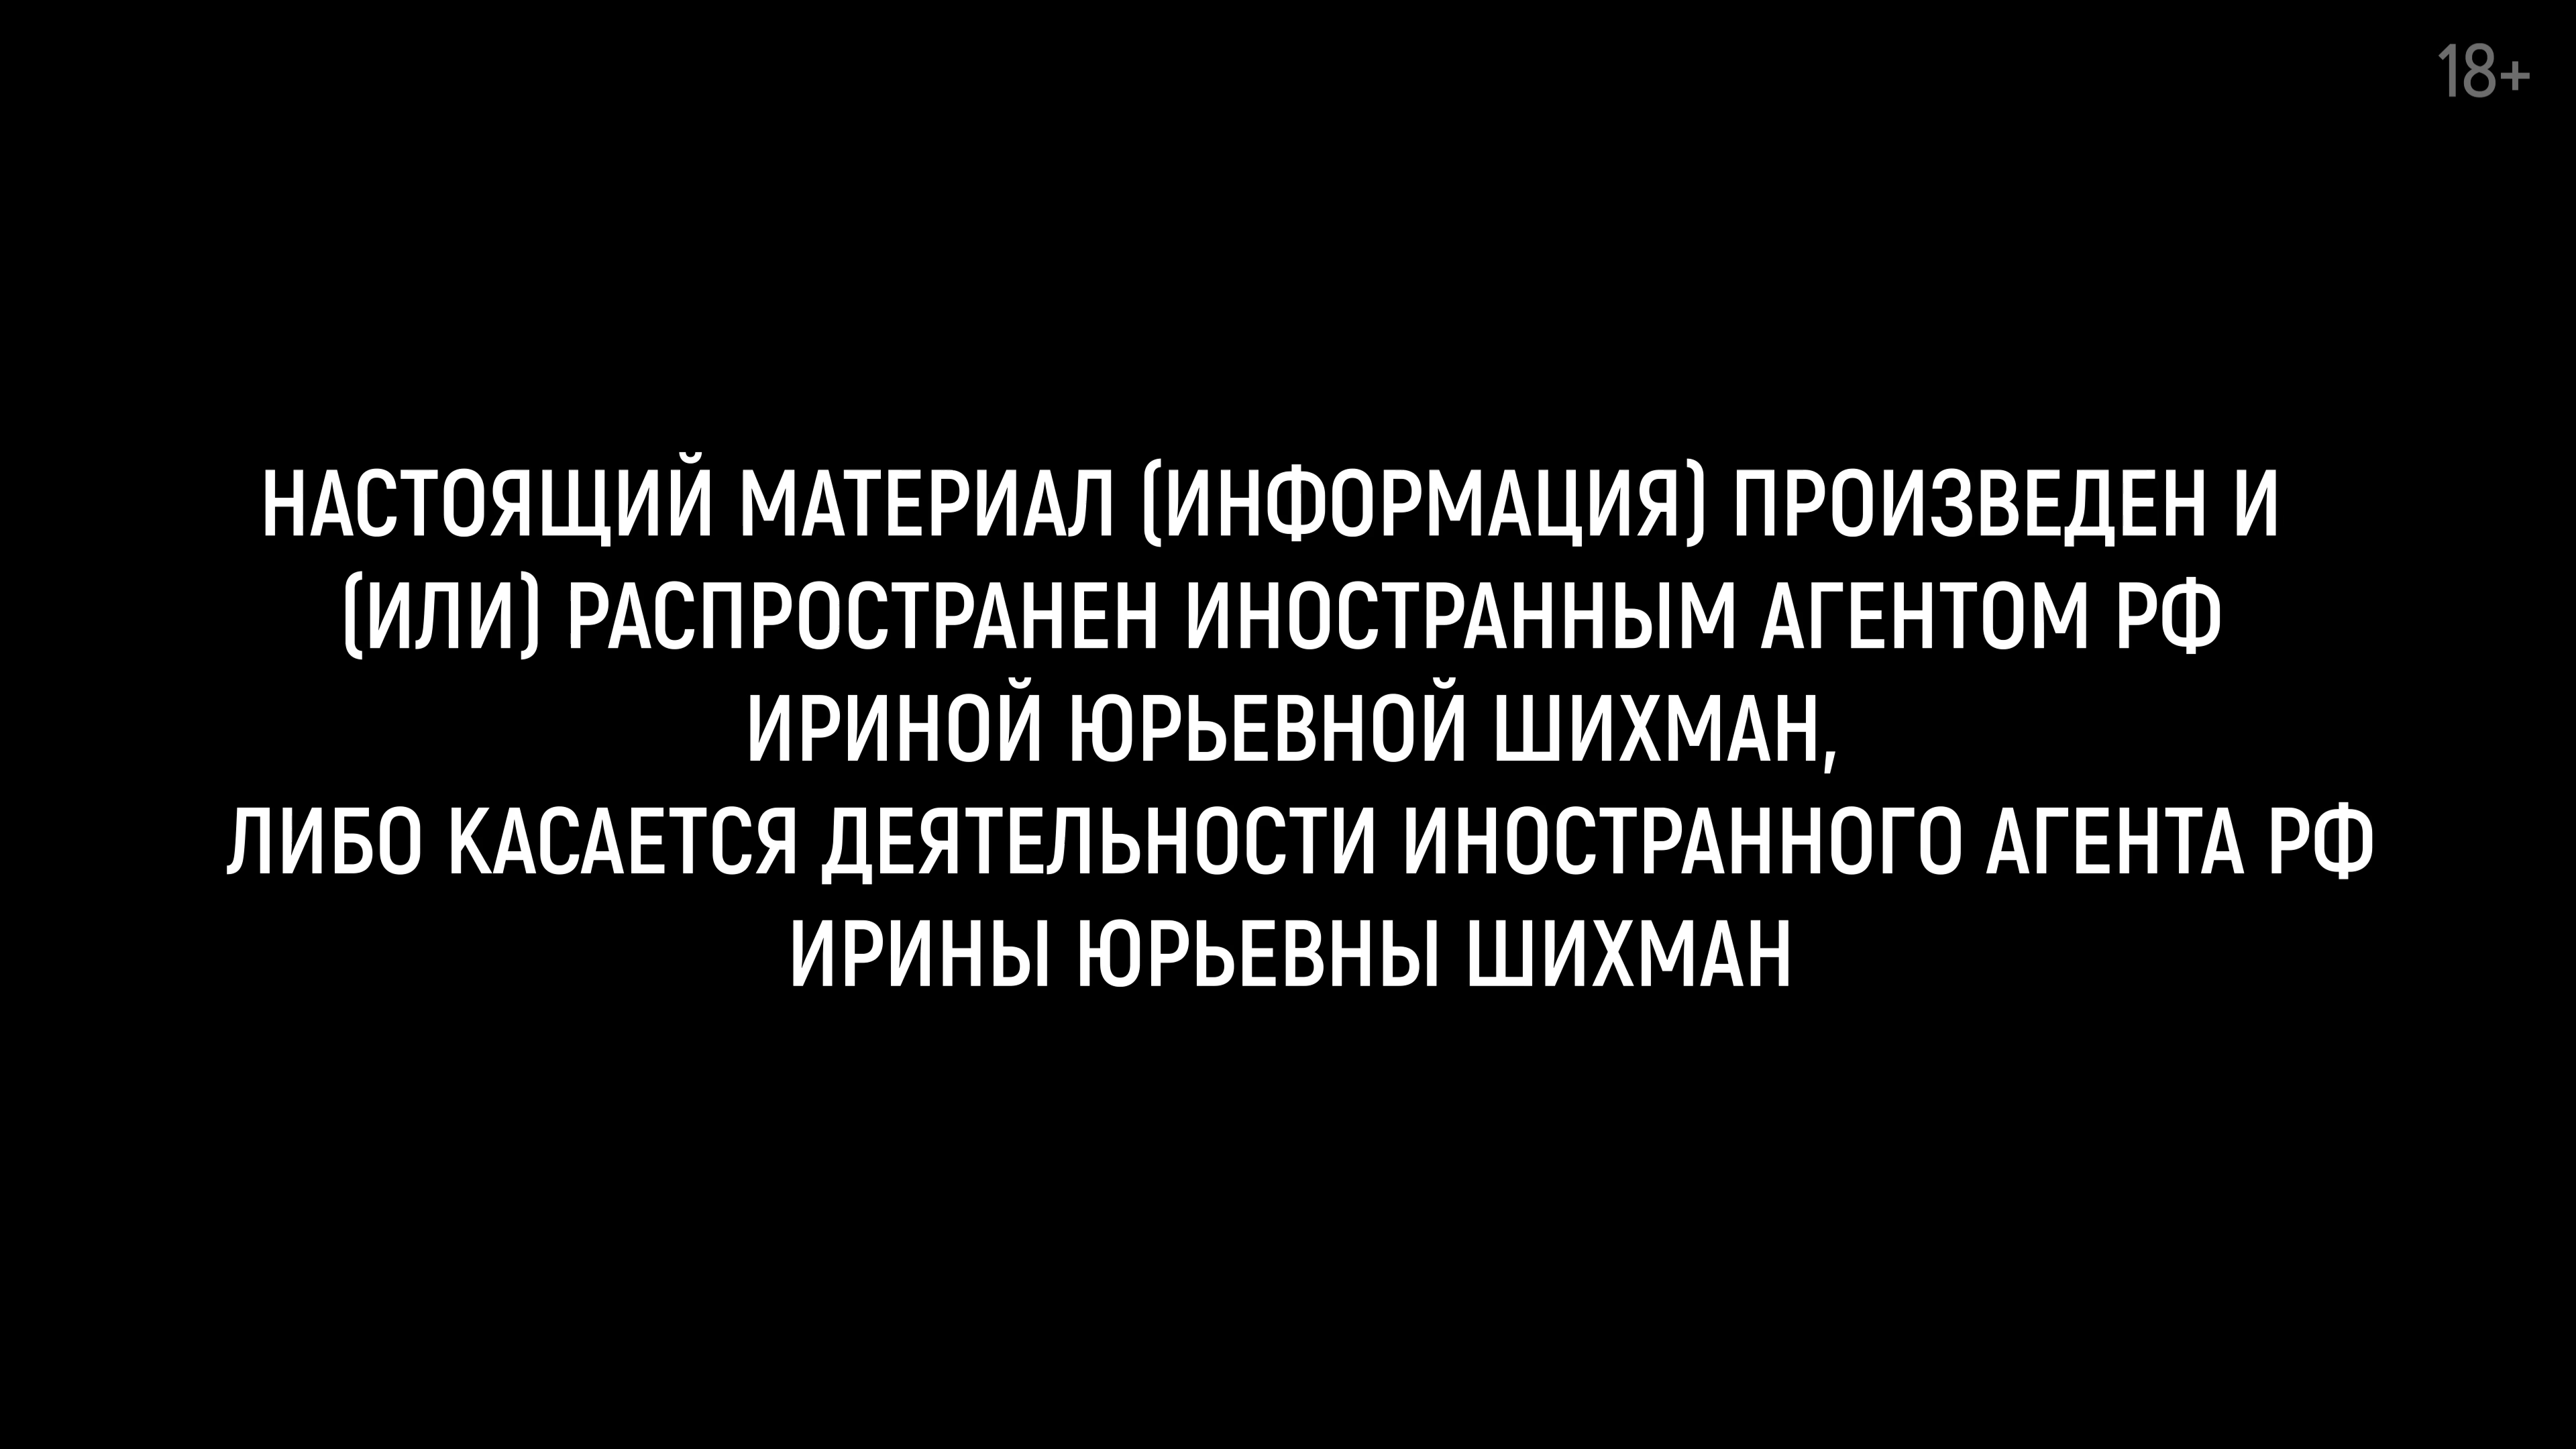 18+
НАСТОЯЩИЙ МАТЕРИАЛ (ИНФОРМАЦИЯ) ПРОИЗВЕДЕН И
(ИЛИ) РАСПРОСТРАНЕН ИНОСТРАННЫМ АГЕНТОМ РФ
ИРИНОЙ ЮРЬЕВНОЙ ШИХМАН,
ЛИБО КАСАЕТСЯ ДЕЯТЕЛЬНОСТИ ИНОСТРАННОГО АГЕНТА РФ
ИРИНЫ ЮРЬЕВНЫ ШИХМАН